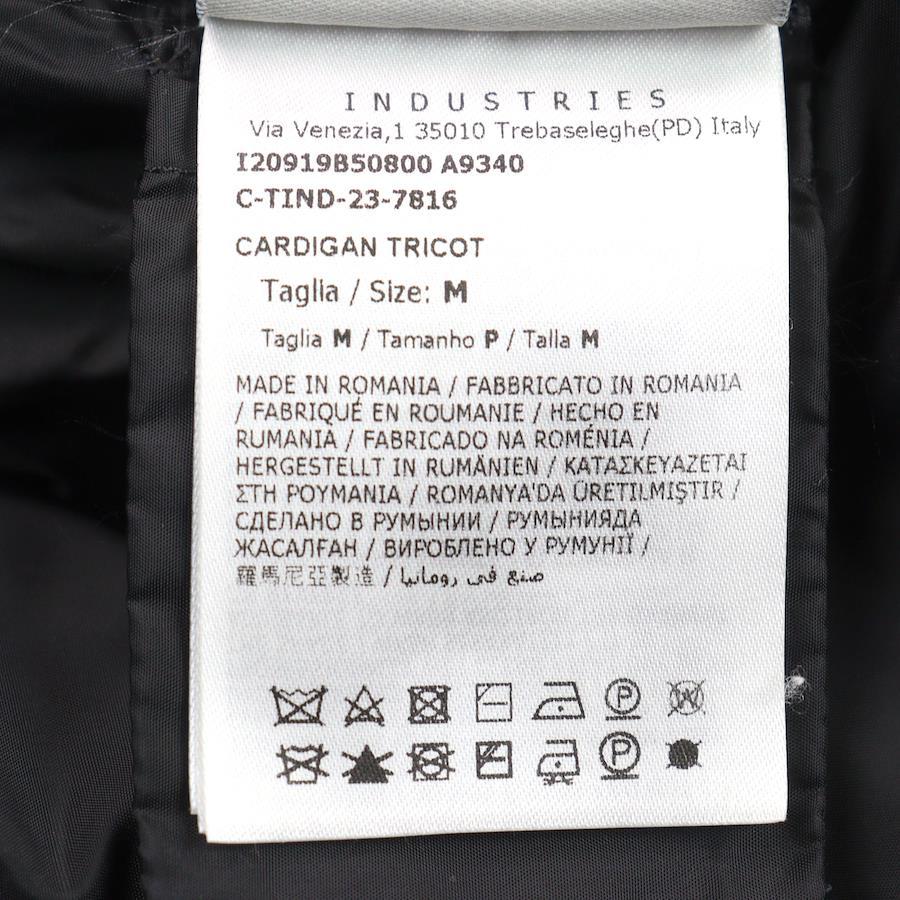 INDUSTRIES
Via Venezia,1 35010 Trebaseleghe(PD) Italy
I20919B50800 A9340
C-TIND-23-7816
CARDIGAN TRICOT
Taglia / Size: M
Taglia M / Tamanho P / Talla M
MADE IN ROMANIA / FABBRICATO IN ROMANIA
/ FABRIQUÉ EN ROUMANIE / HECHO EN
RUMANIA / FABRICADO NA ROMÉNIA /
HERGESTELLT IN RUMÄNIEN / ΚΑΤΑΣΚΕΥΑΖΕΤΑΙ
ΣΤΗ ΡΟΥΜΑΝΙΑ / ROMANYA'DA ÜRETILMIŞTIR /
СДЕЛАНО В РУМЫНИИ / РУМЫНИЯДА
ЖАСАЛҒАН / ВИРОБЛЕНО У РУМУНІЇ /
羅馬尼亞製造 / صنع في رومانيا
P W
P